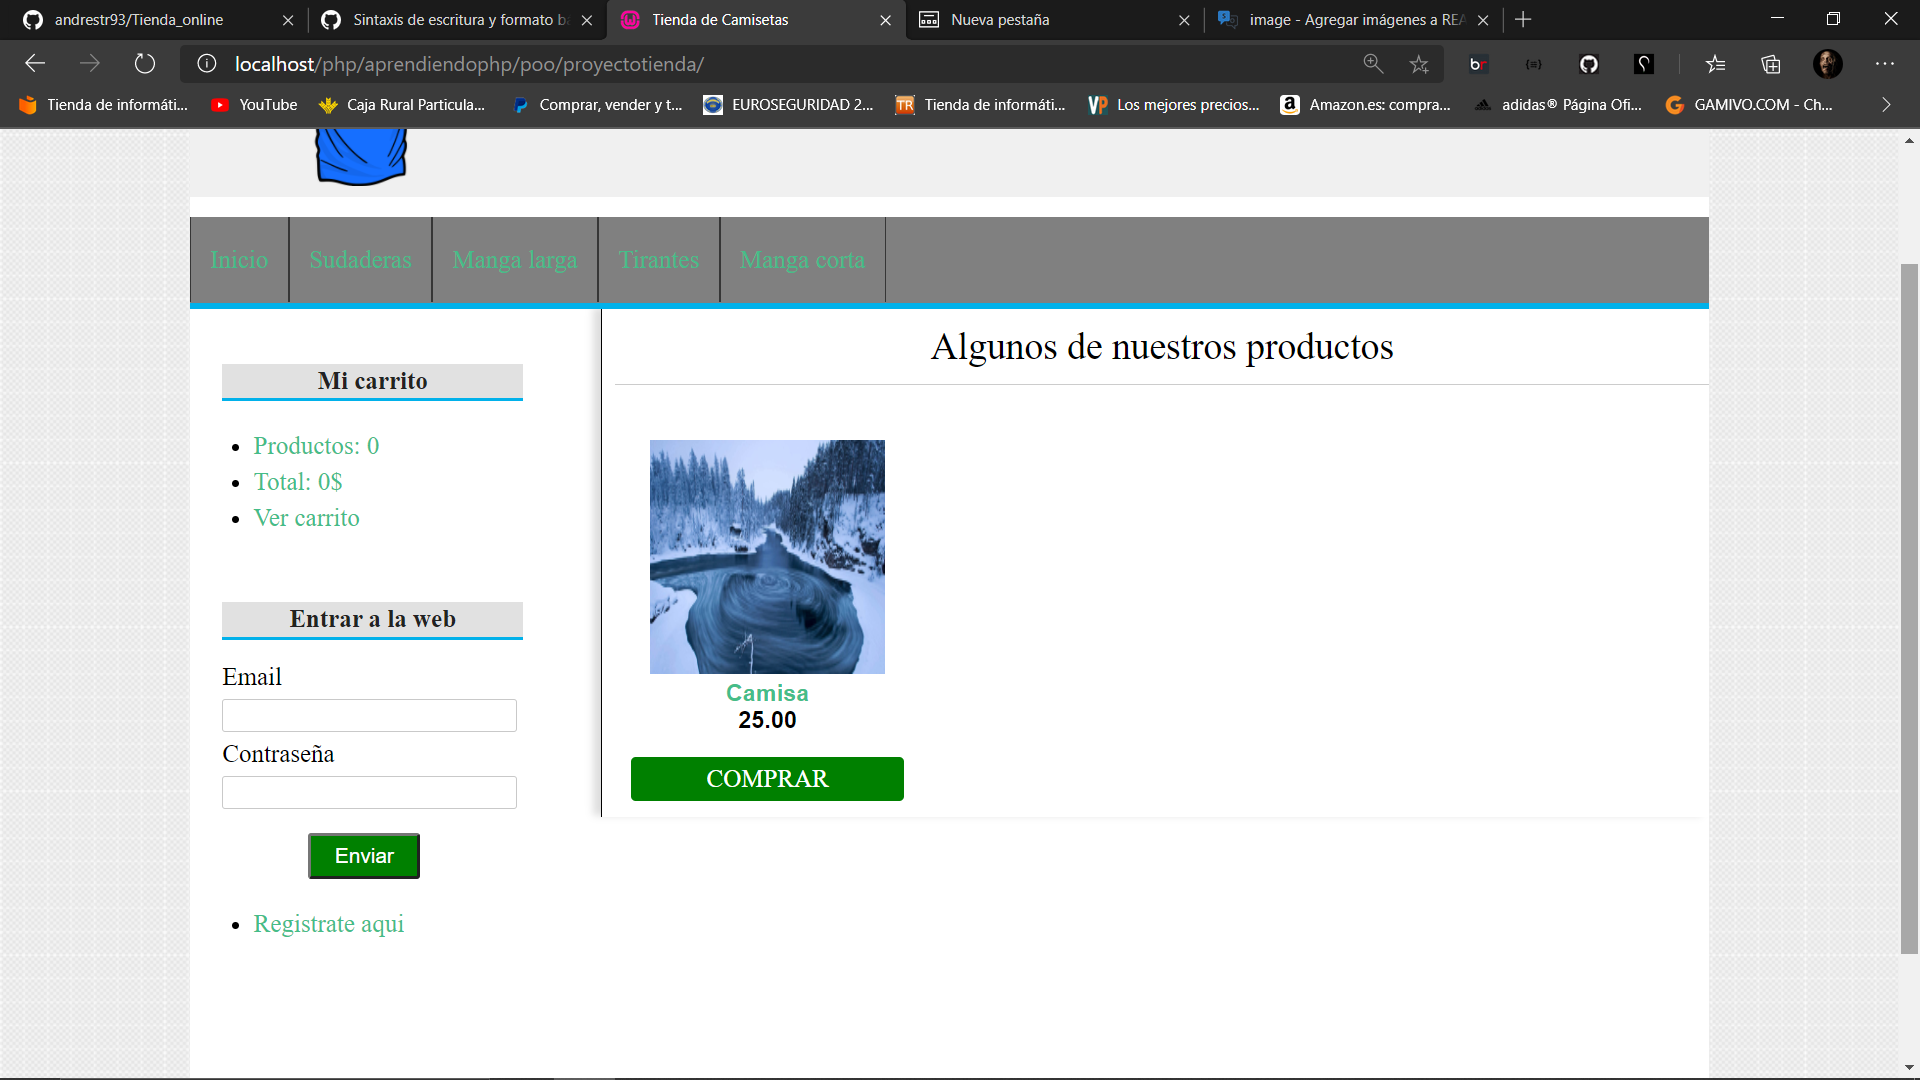 andrestr93/Tienda_online
Sintaxis de escritura y formato b
Tienda de Camisetas
Nueva pestaña
image - Agregar imágenes a REA
localhost/php/aprendiendophp/poo/proyectotienda/
Tienda de informáti...
YouTube
Caja Rural Particula...
Comprar, vender y t...
EUROSEGURIDAD 2...
Tienda de informáti...
Los mejores precios...
Amazon.es: compra...
adidas® Página Ofi...
GAMIVO.COM - Ch...
Inicio
Sudaderas
Manga larga
Tirantes
Manga corta
Mi carrito
Productos: 0
Total: 0$
Ver carrito
Entrar a la web
Email
Contraseña
Enviar
Registrate aqui
Algunos de nuestros productos
Camisa
25.00
COMPRAR